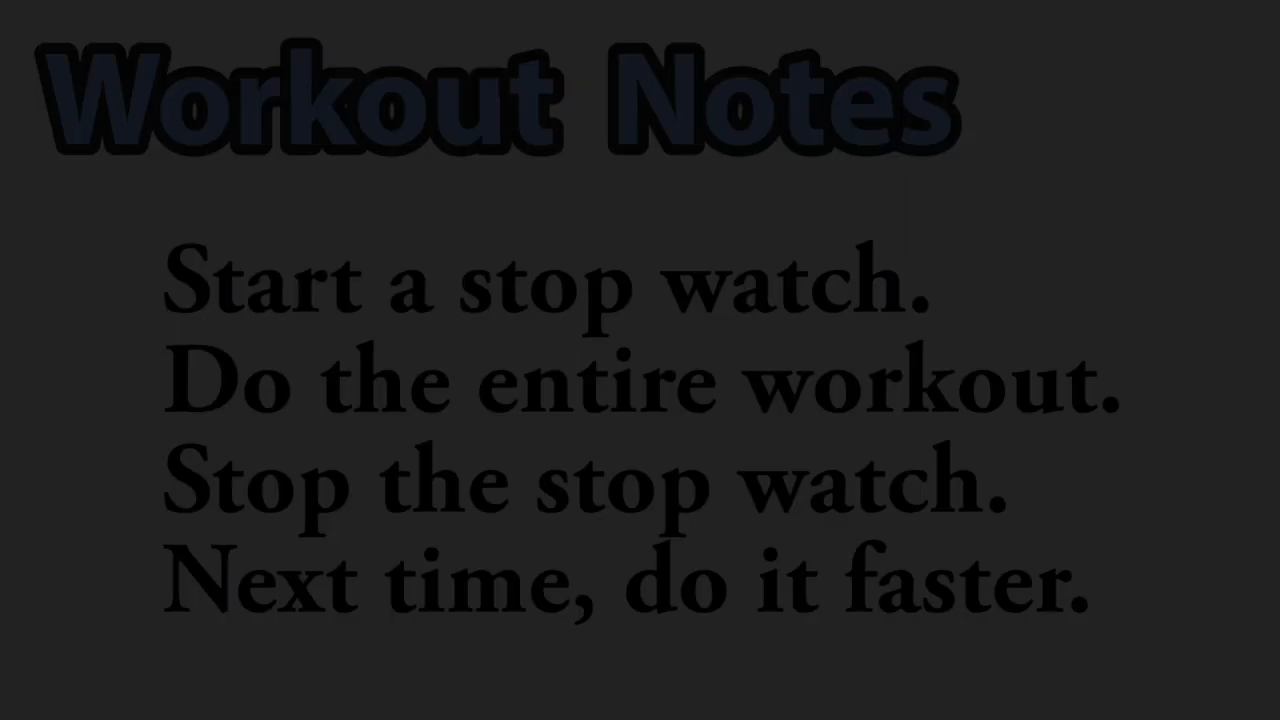 Workout Notes
Start a stop watch.
Do the entire workout.
Stop the stop watch.
Next time, do it faster.